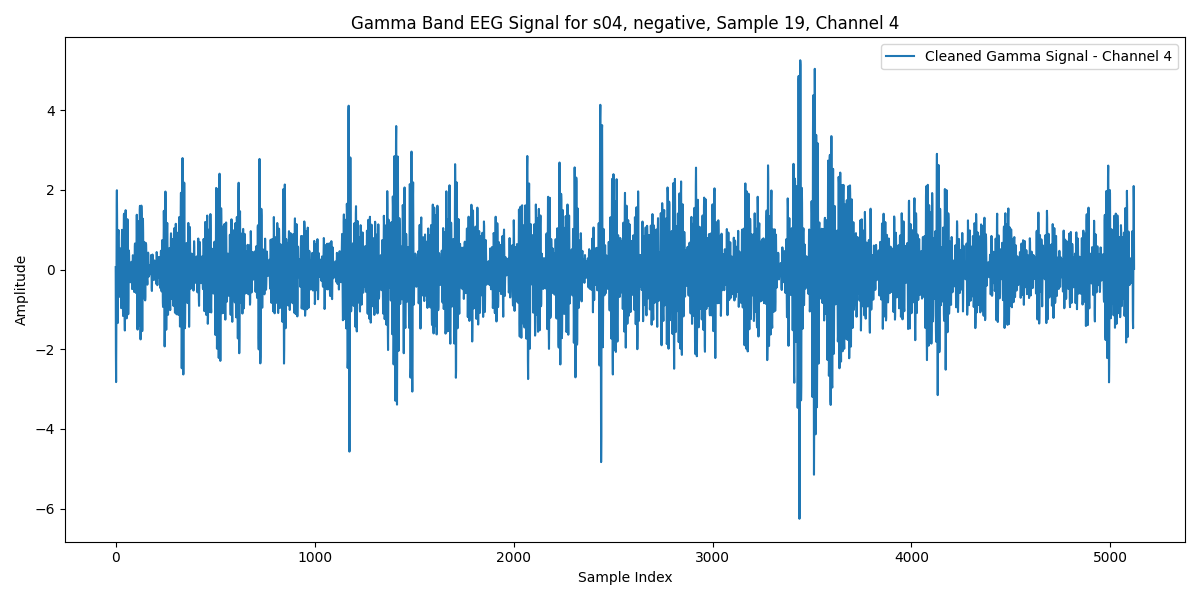 Gamma Band EEG Signal for s04, negative, Sample 19, Channel 4
Cleaned Gamma Signal - Channel 4
Amplitude
4
2
0
−2
−4
−6
0 1000 2000 3000 4000 5000
Sample Index